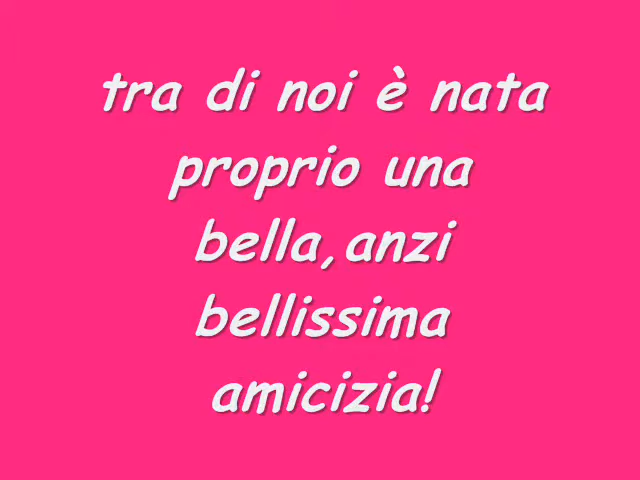 tra di noi è nata
proprio una
bella,anzi
bellissima
amicizia!